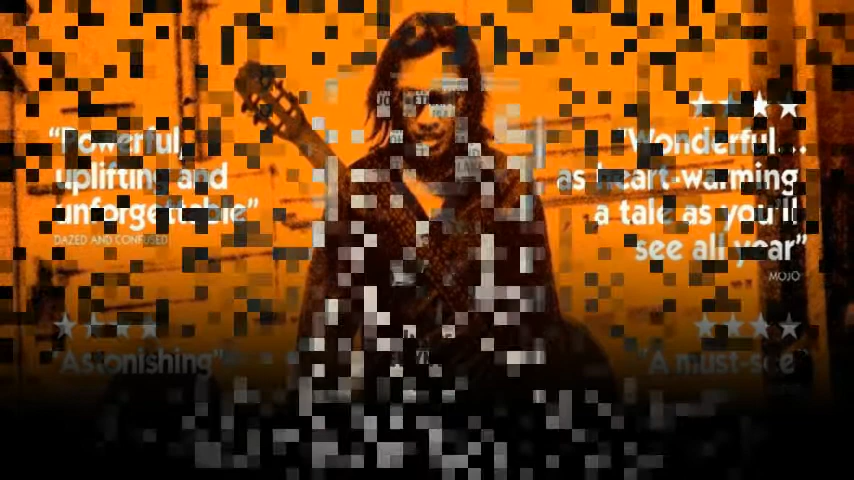 “Powerful,
uplifting and
unforgettable”
DAZED AND CONFUSED
“Wonderful...
as heart-warming
a tale as you'll
see all year”
MOJO
“Astonishing”
“A must-see”